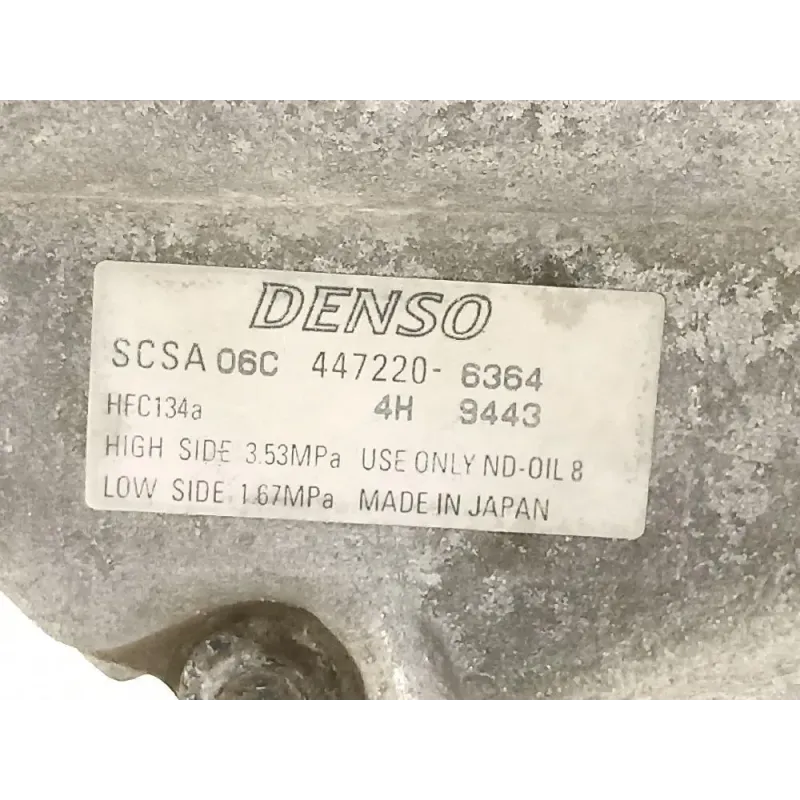 DENSO
SCSA 06C 447220- 6364
HFC134a 4H 9443
HIGH SIDE 3.53MPa USE ONLY ND-OIL 8
LOW SIDE 1.67MPa MADE IN JAPAN